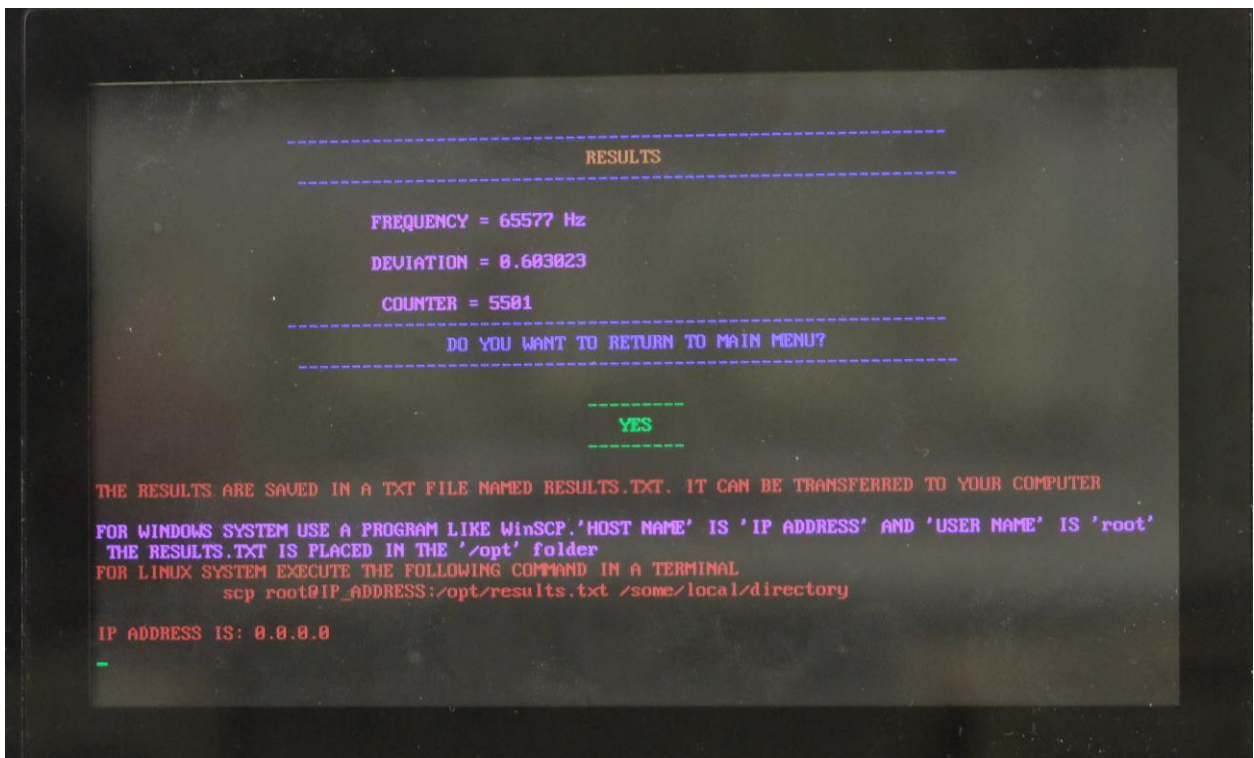 RESULTS
FREQUENCY = 65577 Hz
DEVIATION = 0.603023
COUNTER = 5501
DO YOU WANT TO RETURN TO MAIN MENU?
YES
THE RESULTS ARE SAVED IN A TXT FILE NAMED RESULTS.TXT. IT CAN BE TRANSFERRED TO YOUR COMPUTER
FOR WINDOWS SYSTEM USE A PROGRAM LIKE WinSCP.'HOST NAME' IS 'IP ADDRESS' AND 'USER NAME' IS 'root'
THE RESULTS.TXT IS PLACED IN THE '/opt' folder
FOR LINUX SYSTEM EXECUTE THE FOLLOWING COMMAND IN A TERMINAL
scp root@IP_ADDRESS:/opt/results.txt /some/local/directory
IP ADDRESS IS: 0.0.0.0